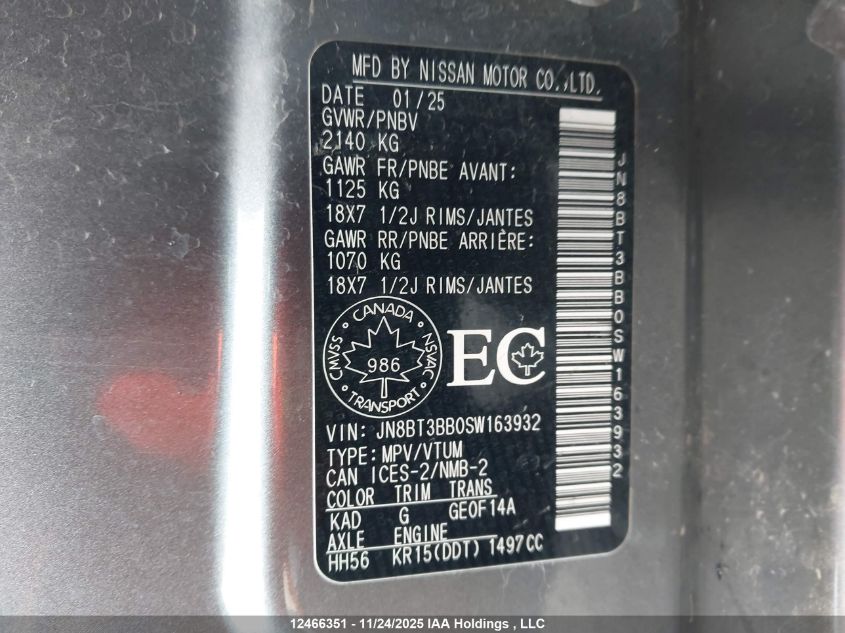 MFD BY NISSAN MOTOR CO.,LTD.
DATE 01/25
GVWR/PNBV
2140 KG
GAWR FR/PNBE AVANT:
1125 KG
18X7 1/2J RIMS/JANTES
GAWR RR/PNBE ARRIÈRE:
1070 KG
18X7 1/2J RIMS/JANTES
CANADA
CMVSS
NSVAC
986
TRANSPORT
EC
VIN: JN8BT3BB0SW163932
TYPE: MPV/VTUM
CAN ICES-2/NMB-2
COLOR TRIM TRANS
KAD G GE0F14A
AXLE ENGINE
HH56 KR15(DDT) 1497CC
JN8BT3BB0SW163932
12466351 - 11/24/2025 IAA Holdings , LLC